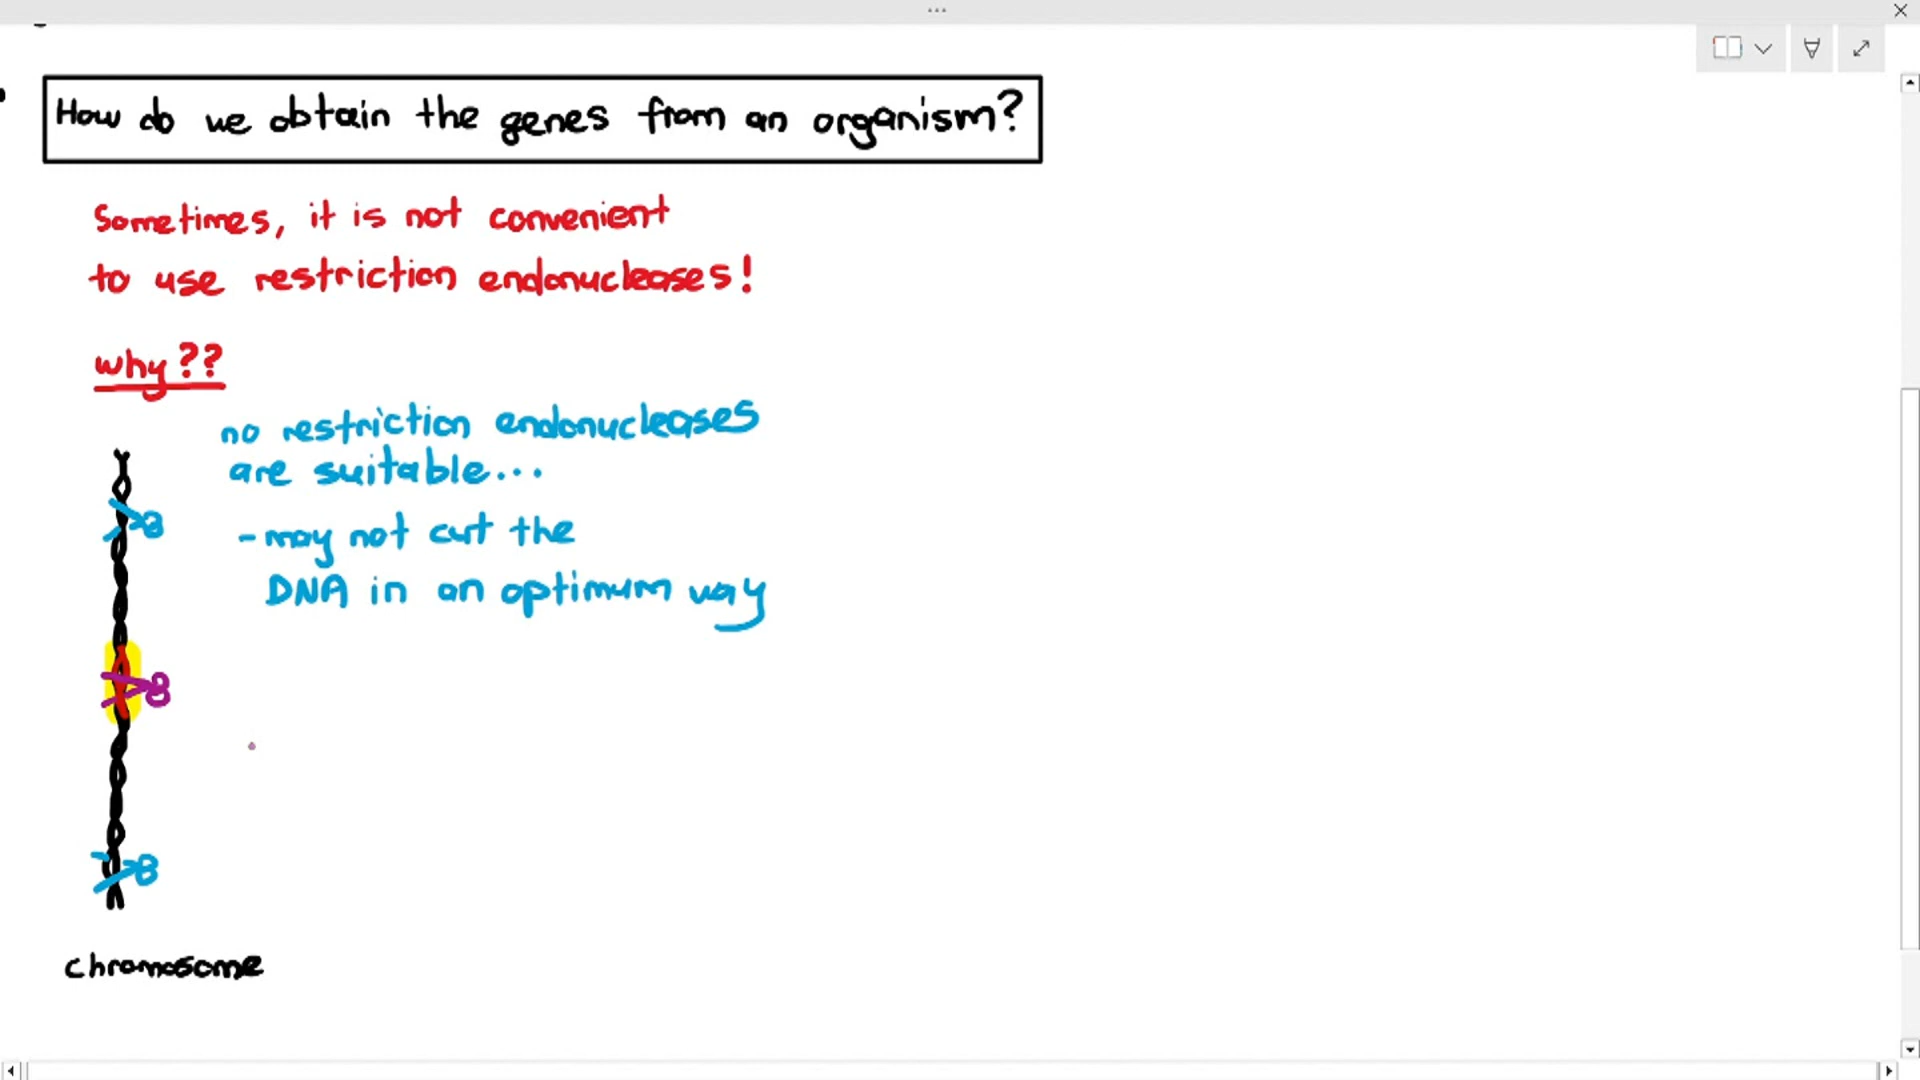 How do we obtain the genes from an organism?
Sometimes, it is not convenient
to use restriction endonucleases!
why??
no restriction endonucleases
are suitable...
- may not cut the
DNA in an optimum way
chromosome